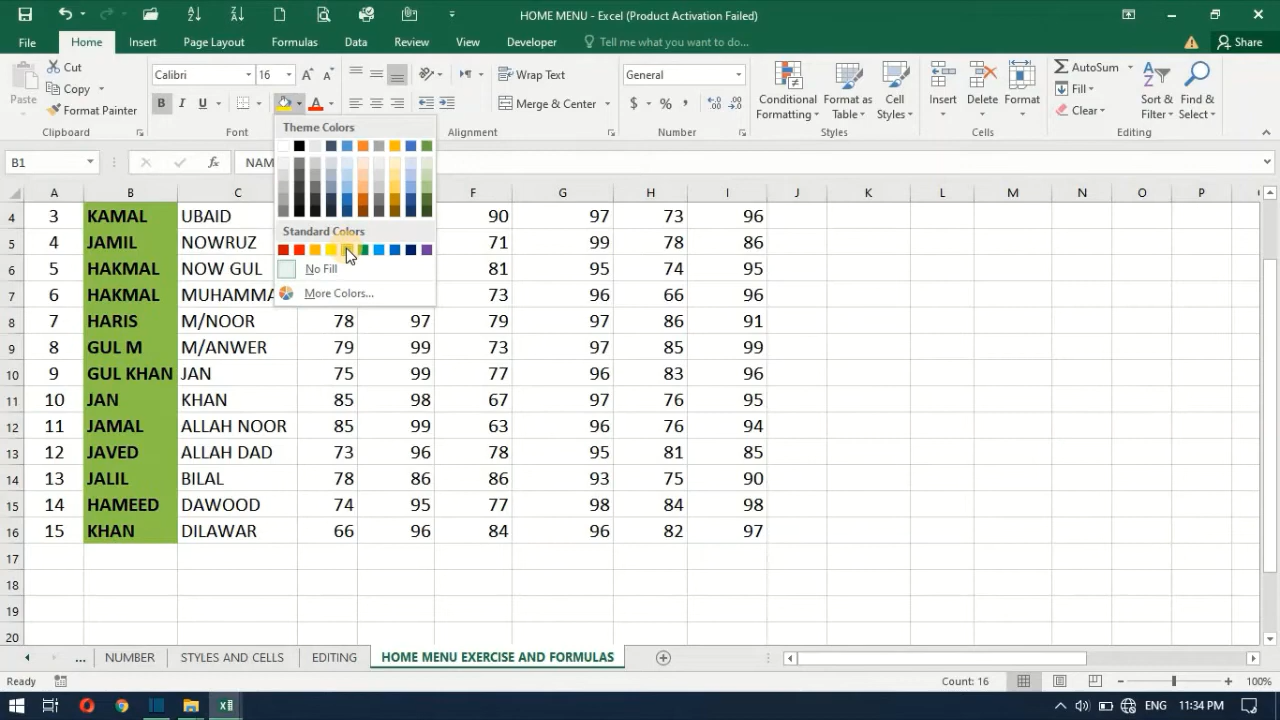 HOME MENU - Excel (Product Activation Failed)
File Home Insert Page Layout Formulas Data Review View Developer Tell me what you want to do... Share
Paste Cut Copy Format Painter Clipboard
Calibri 16 B I U Font
Wrap Text Merge & Center Alignment
General $ % , Number
Conditional Formatting Format as Table Cell Styles Styles
Insert Delete Format Cells
AutoSum Fill Clear Sort & Filter Find & Select Editing
Theme Colors
Standard Colors
No Fill
More Colors...
B1 fx NAM
A B C F G H I J K L M N O P
4 3 KAMAL UBAID 90 97 73 96
5 4 JAMIL NOWRUZ 71 99 78 86
6 5 HAKMAL NOW GUL 81 95 74 95
7 6 HAKMAL MUHAMMA 73 96 66 96
8 7 HARIS M/NOOR 78 97 79 97 86 91
9 8 GUL M M/ANWER 79 99 73 97 85 99
10 9 GUL KHAN JAN 75 99 77 96 83 96
11 10 JAN KHAN 85 98 67 97 76 95
12 11 JAMAL ALLAH NOOR 85 99 63 96 76 94
13 12 JAVED ALLAH DAD 73 96 78 95 81 85
14 13 JALIL BILAL 78 86 86 93 75 90
15 14 HAMEED DAWOOD 74 95 77 98 84 98
16 15 KHAN DILAWAR 66 96 84 96 82 97
17
18
19
20
... NUMBER STYLES AND CELLS EDITING HOME MENU EXERCISE AND FORMULAS
Ready Count: 16 100%
ENG 11:34 PM